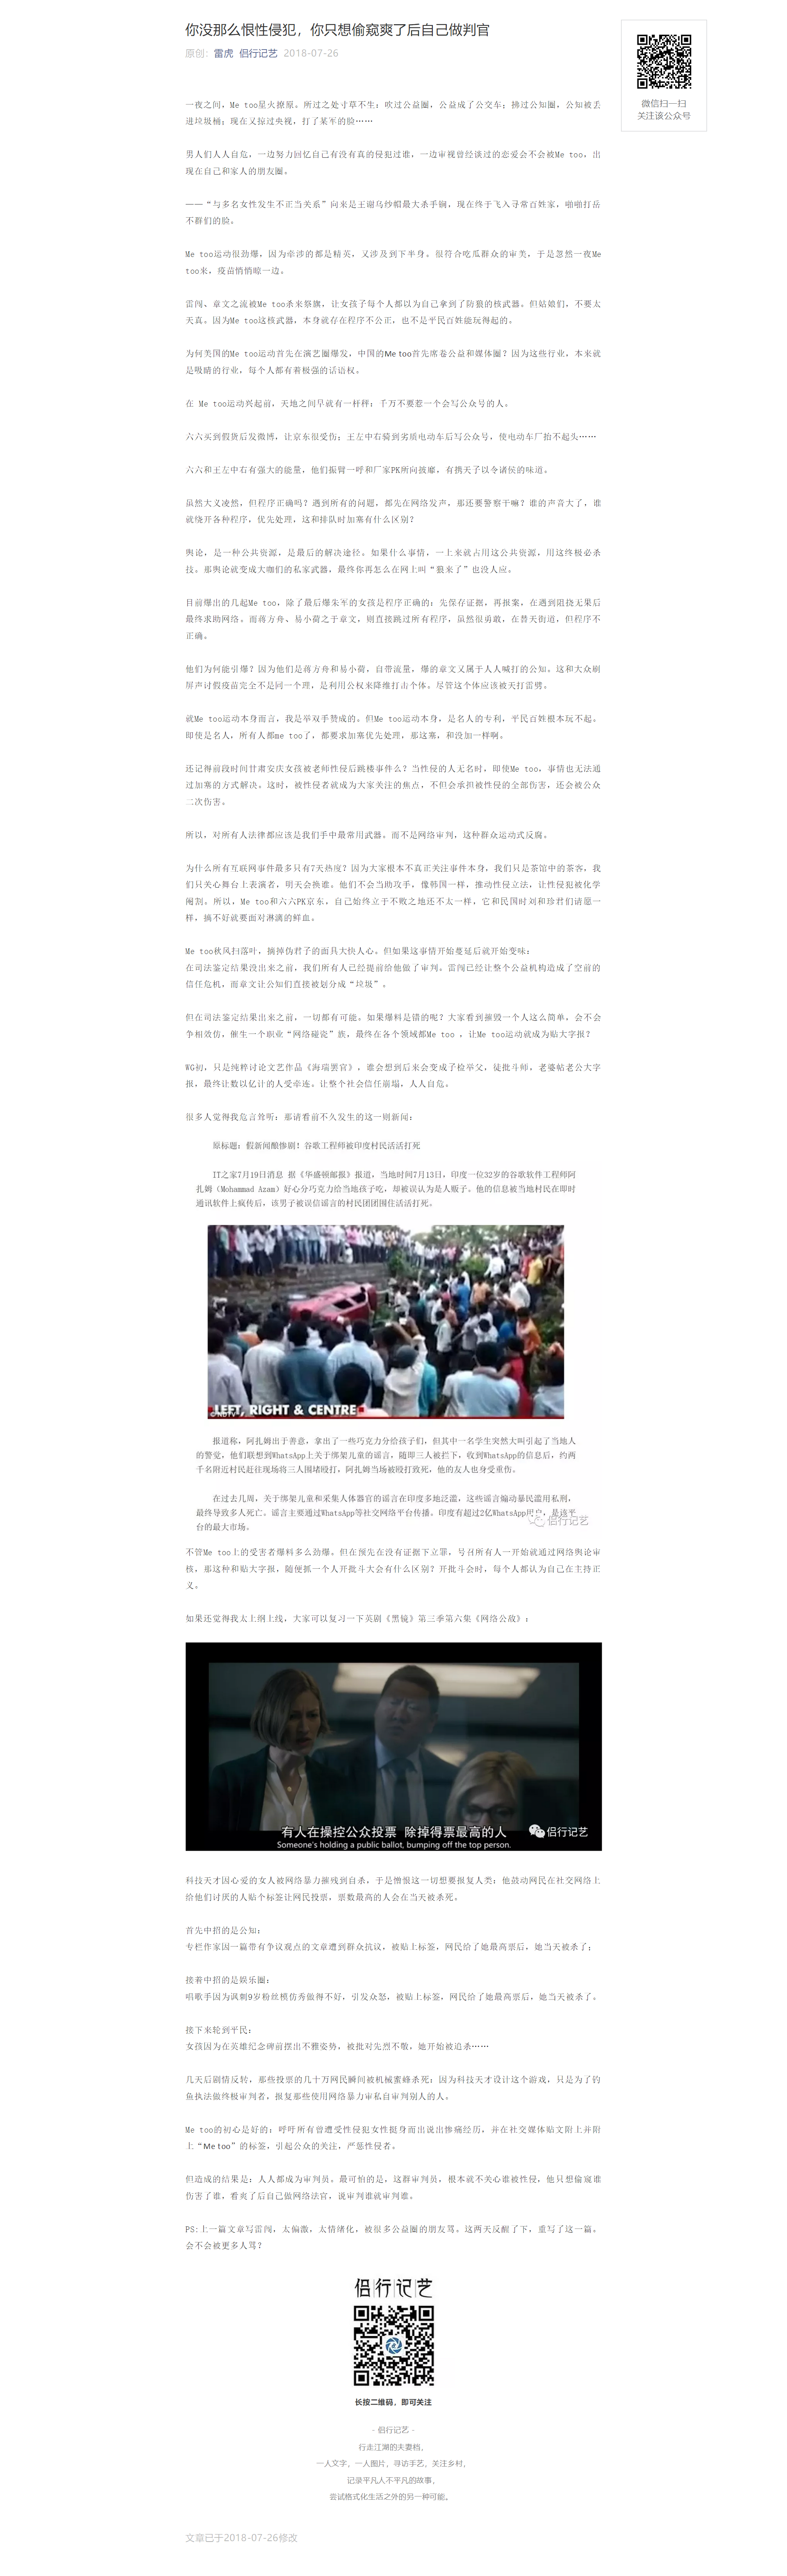 你没那么恨性侵犯，你只想偷窥爽了后自己做判官
原创： 雷虎 侣行记艺 2018-07-26
微信扫一扫
关注该公众号
一夜之间，Me too星火撩原。所过之处寸草不生：吹过公益圈，公益成了公交车；拂过公知圈，公知被丢
进垃圾桶；现在又掠过央视，打了某军的脸……
男人们人人自危，一边努力回忆自己有没有真的侵犯过谁，一边审视曾经谈过的恋爱会不会被Me too，出
现在自己和家人的朋友圈。
——“与多名女性发生不正当关系”向来是王谢乌纱帽最大杀手锏，现在终于飞入寻常百姓家，啪啪打岳
不群们的脸。
Me too运动很劲爆，因为牵涉的都是精英，又涉及到下半身。很符合吃瓜群众的审美，于是忽然一夜Me
too来，疫苗悄悄晾一边。
雷闯、章文之流被Me too杀来祭旗，让女孩子每个人都以为自己拿到了防狼的核武器。但姑娘们，不要太
天真。因为Me too这核武器，本身就存在程序不公正，也不是平民百姓能玩得起的。
为何美国的Me too运动首先在演艺圈爆发，中国的Me too首先席卷公益和媒体圈？因为这些行业，本来就
是吸睛的行业，每个人都有着极强的话语权。
在 Me too运动兴起前，天地之间早就有一杆秤：千万不要惹一个会写公众号的人。
六六买到假货后发微博，让京东很受伤；王左中右骑到劣质电动车后写公众号，使电动车厂抬不起头……
六六和王左中右有强大的能量，他们振臂一呼和厂家PK所向披靡，有携天子以令诸侯的味道。
虽然大义凌然，但程序正确吗？遇到所有的问题，都先在网络发声，那还要警察干嘛？谁的声音大了，谁
就绕开各种程序，优先处理，这和排队时加塞有什么区别？
舆论，是一种公共资源，是最后的解决途径。如果什么事情，一上来就占用这公共资源，用这终极必杀
技。那舆论就变成大咖们的私家武器，最终你再怎么在网上叫“狼来了”也没人应。
目前爆出的几起Me too，除了最后爆朱军的女孩是程序正确的：先保存证据，再报案，在遇到阻挠无果后
最终求助网络。而蒋方舟、易小荷之于章文，则直接跳过所有程序，虽然很勇敢，在替天街道，但程序不
正确。
他们为何能引爆？因为他们是蒋方舟和易小荷，自带流量，爆的章文又属于人人喊打的公知。这和大众刷
屏声讨假疫苗完全不是同一个理，是利用公权来降维打击个体。尽管这个体应该被天打雷劈。
就Me too运动本身而言，我是举双手赞成的。但Me too运动本身，是名人的专利，平民百姓根本玩不起。
即使是名人，所有人都me too了，都要求加塞优先处理，那这塞，和没加一样啊。
还记得前段时间甘肃安庆女孩被老师性侵后跳楼事件么？当性侵的人无名时，即使Me too，事情也无法通
过加塞的方式解决。这时，被性侵者就成为大家关注的焦点，不但会承担被性侵的全部伤害，还会被公众
二次伤害。
所以，对所有人法律都应该是我们手中最常用武器。而不是网络审判，这种群众运动式反腐。
为什么所有互联网事件最多只有7天热度？因为大家根本不真正关注事件本身，我们只是茶馆中的茶客，我
们只关心舞台上表演者，明天会换谁。他们不会当助攻手，像韩国一样，推动性侵立法，让性侵犯被化学
阉割。所以，Me too和六六PK京东，自己始终立于不败之地还不太一样，它和民国时刘和珍君们请愿一
样，搞不好就要面对淋漓的鲜血。
Me too秋风扫落叶，摘掉伪君子的面具大快人心。但如果这事情开始蔓延后就开始变味：
在司法鉴定结果没出来之前，我们所有人已经提前给他做了审判。雷闯已经让整个公益机构造成了空前的
信任危机，而章文让公知们直接被划分成“垃圾”。
但在司法鉴定结果出来之前，一切都有可能。如果爆料是错的呢？大家看到摧毁一个人这么简单，会不会
争相效仿，催生一个职业“网络碰瓷”族，最终在各个领域都Me too ，让Me too运动就成为贴大字报？
WG初，只是纯粹讨论文艺作品《海瑞罢官》，谁会想到后来会变成子检举父，徒批斗师，老婆帖老公大字
报，最终让数以亿计的人受牵连。让整个社会信任崩塌，人人自危。
很多人觉得我危言耸听：那请看前不久发生的这一则新闻：
原标题：假新闻酿惨剧！谷歌工程师被印度村民活活打死
IT之家7月19日消息 据《华盛顿邮报》报道，当地时间7月13日，印度一位32岁的谷歌软件工程师阿
扎姆（Mohammad Azam）好心分巧克力给当地孩子吃，却被误认为是人贩子。他的信息被当地村民在即时
通讯软件上疯传后，该男子被误信谣言的村民团团围住活活打死。
LEFT, RIGHT & CENTRE
© NDTV
报道称，阿扎姆出于善意，拿出了一些巧克力分给孩子们，但其中一名学生突然大叫引起了当地人
的警觉，他们联想到WhatsApp上关于绑架儿童的谣言，随即三人被拦下，收到WhatsApp的信息后，约两
千名附近村民赶往现场将三人围堵殴打，阿扎姆当场被殴打致死，他的友人也身受重伤。
在过去几周，关于绑架儿童和采集人体器官的谣言在印度多地泛滥，这些谣言煽动暴民滥用私刑，
最终导致多人死亡。谣言主要通过WhatsApp等社交网络平台传播。印度有超过2亿WhatsApp用户，是该平
台的最大市场。
侣行记艺
不管Me too上的受害者爆料多么劲爆。但在预先在没有证据下立罪，号召所有人一开始就通过网络舆论审
核，那这种和贴大字报，随便抓一个人开批斗大会有什么区别？开批斗会时，每个人都认为自己在主持正
义。
如果还觉得我太上纲上线，大家可以复习一下英剧《黑镜》第三季第六集《网络公敌》：
有人在操控公众投票 除掉得票最高的人
Someone's holding a public ballot, bumping off the top person.
侣行记艺
科技天才因心爱的女人被网络暴力摧残到自杀，于是憎恨这一切想要报复人类：他鼓动网民在社交网络上
给他们讨厌的人贴个标签让网民投票，票数最高的人会在当天被杀死。
首先中招的是公知：
专栏作家因一篇带有争议观点的文章遭到群众抗议，被贴上标签，网民给了她最高票后，她当天被杀了；
接着中招的是娱乐圈：
唱歌手因为讽刺9岁粉丝模仿秀做得不好，引发众怒，被贴上标签，网民给了她最高票后，她当天被杀了。
接下来轮到平民：
女孩因为在英雄纪念碑前摆出不雅姿势，被批对先烈不敬，她开始被追杀……
几天后剧情反转，那些投票的几十万网民瞬间被机械蜜蜂杀死：因为科技天才设计这个游戏，只是为了钓
鱼执法做终极审判者，报复那些使用网络暴力审私自审判别人的人。
Me too的初心是好的：呼吁所有曾遭受性侵犯女性挺身而出说出惨痛经历，并在社交媒体贴文附上并附
上“Me too”的标签，引起公众的关注，严惩性侵者。
但造成的结果是：人人都成为审判员。最可怕的是，这群审判员，根本就不关心谁被性侵，他只想偷窥谁
伤害了谁，看爽了后自己做网络法官，说审判谁就审判谁。
PS:上一篇文章写雷闯，太偏激，太情绪化，被很多公益圈的朋友骂。这两天反醒了下，重写了这一篇。
会不会被更多人骂？
侣行记艺
长按二维码，即可关注
- 侣行记艺 -
行走江湖的夫妻档，
一人文字，一人图片，寻访手艺，关注乡村，
记录平凡人不平凡的故事，
尝试格式化生活之外的另一种可能。
文章已于2018-07-26修改